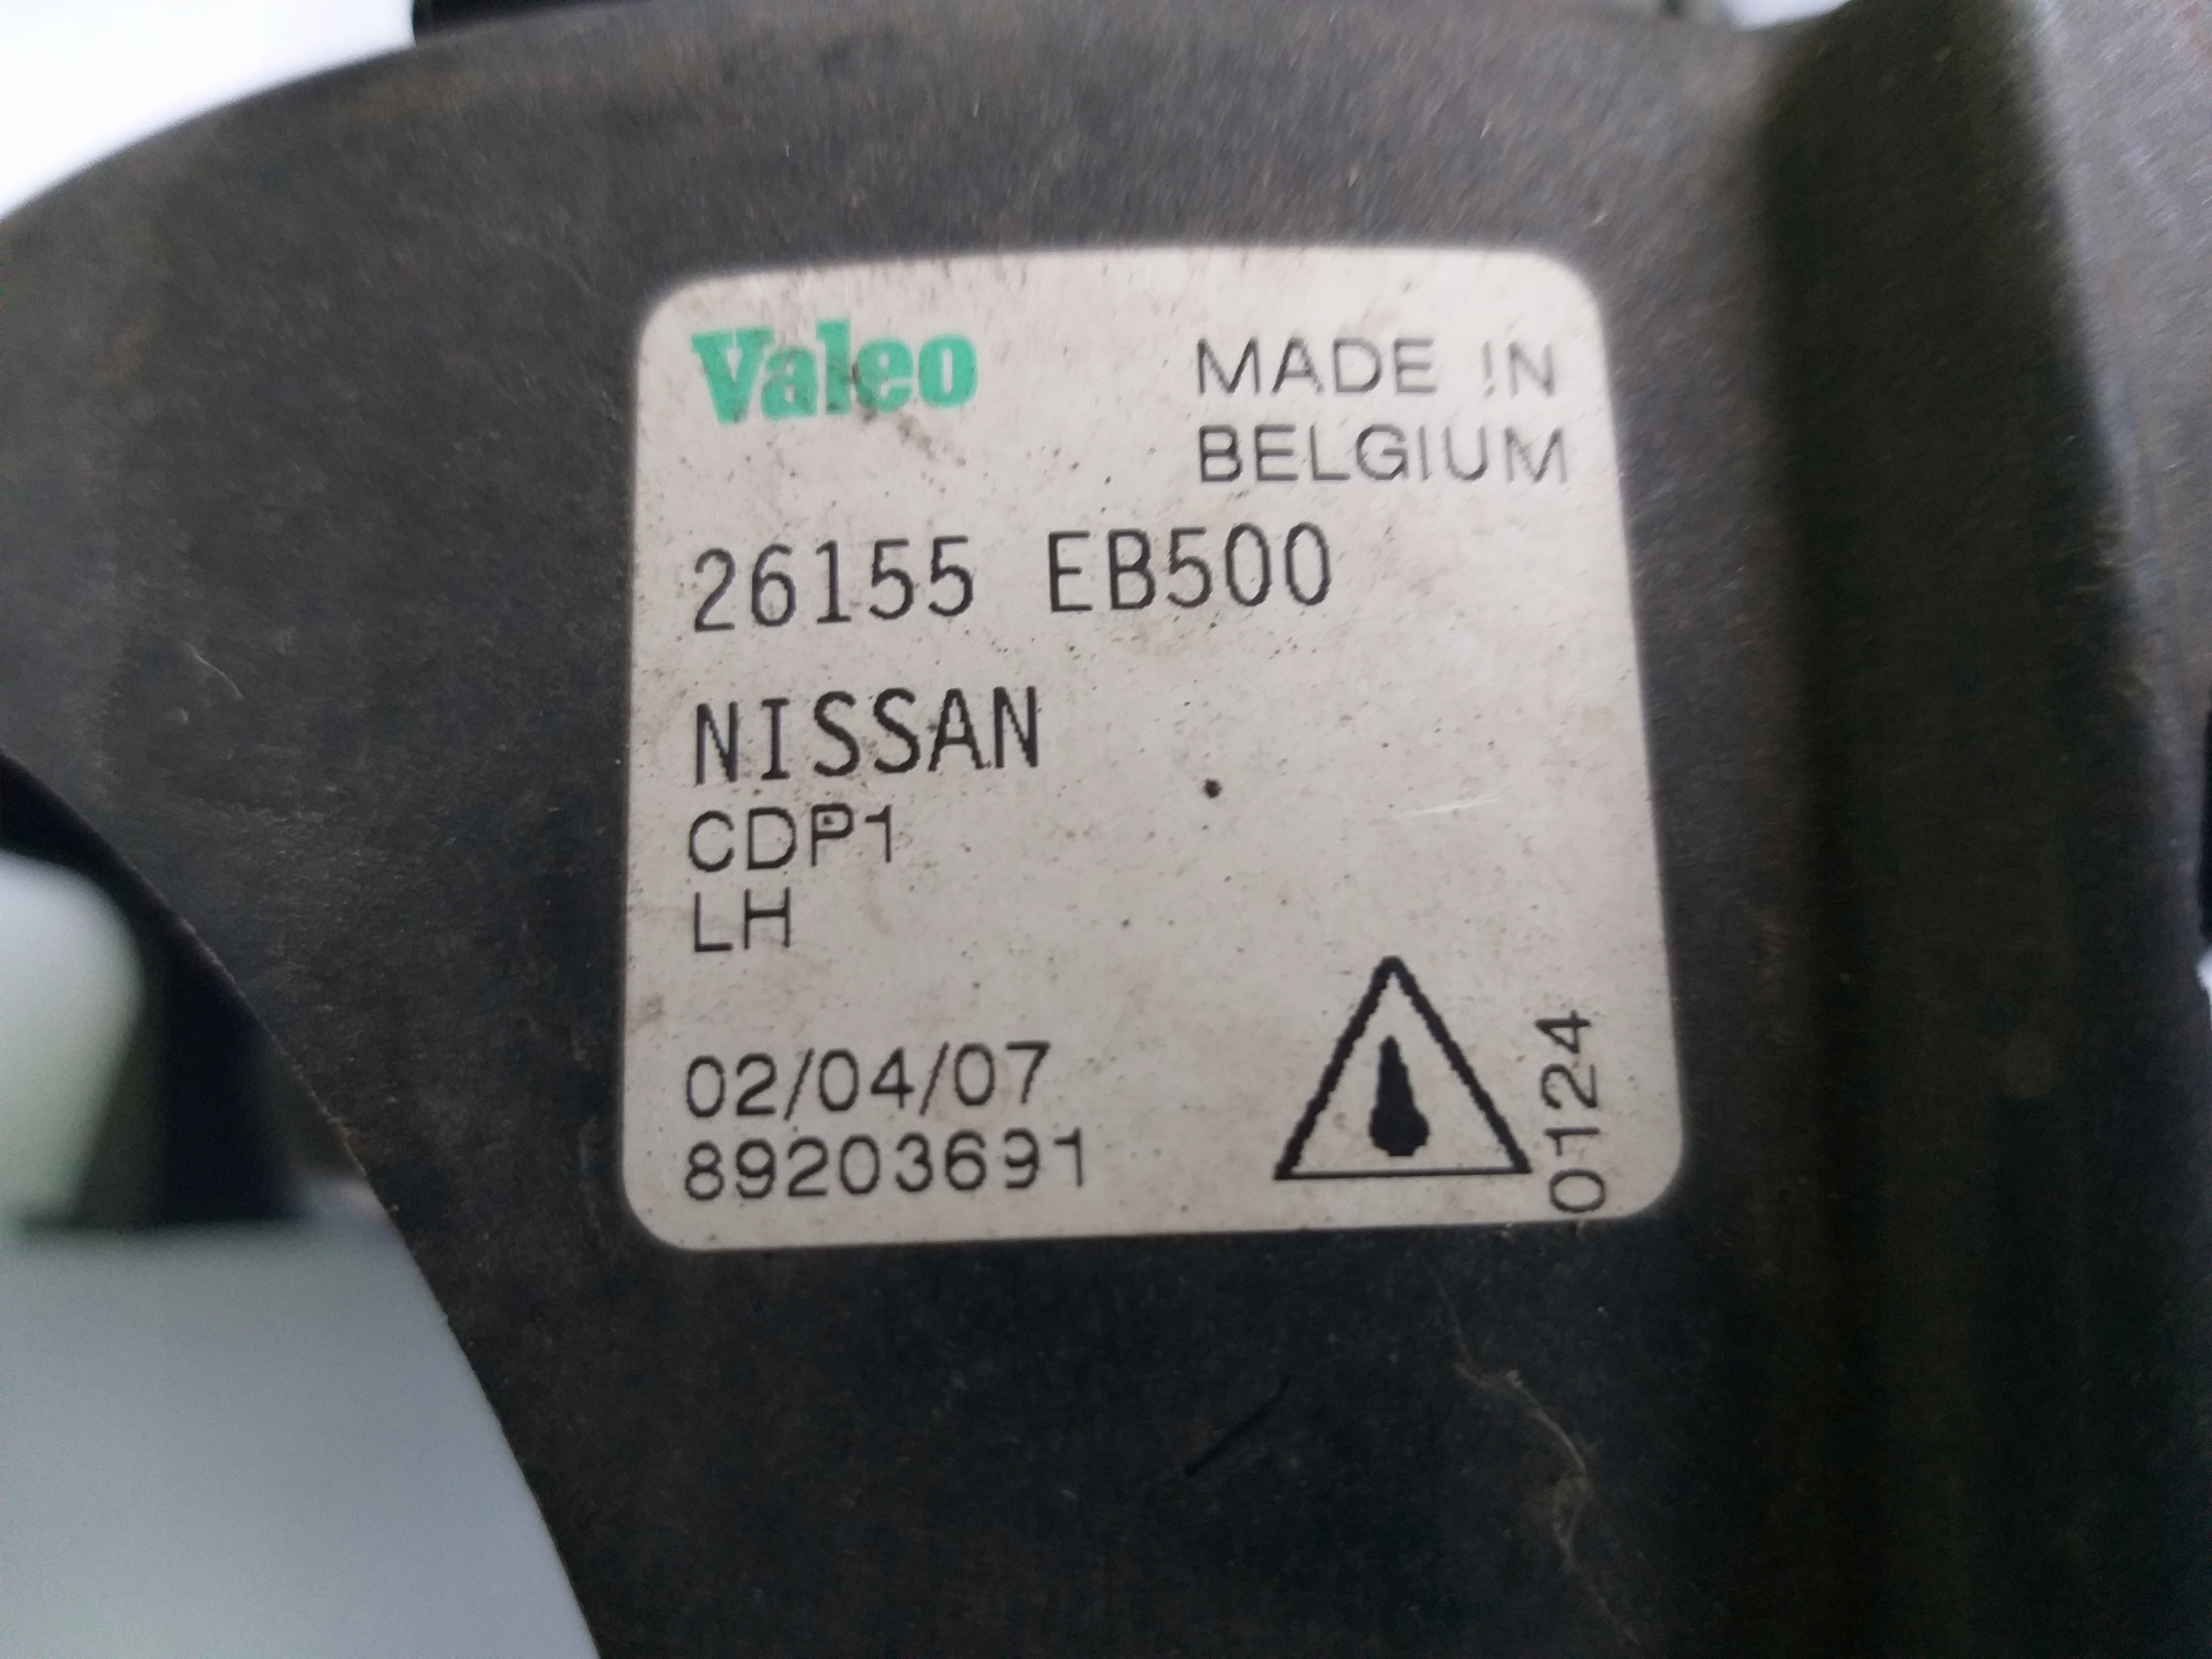 Valeo
MADE IN
BELGIUM
26155 EB500
NISSAN
CDP1
LH
02/04/07
89203691
0124